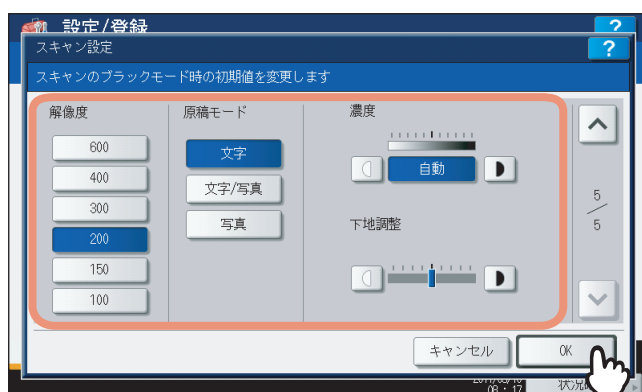 設定/登録
?
スキャン設定
?
スキャンのブラックモード時の初期値を変更します
解像度
600
400
300
200
150
100
原稿モード
文字
文字/写真
写真
濃度
自動
下地調整
5
5
キャンセル
OK
状況